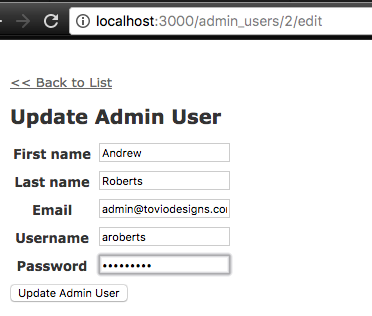 localhost:3000/admin_users/2/edit
<< Back to List
Update Admin User
First name Andrew
Last name Roberts
Email admin@toviodesigns.co
Username aroberts
Password •••••••••
Update Admin User